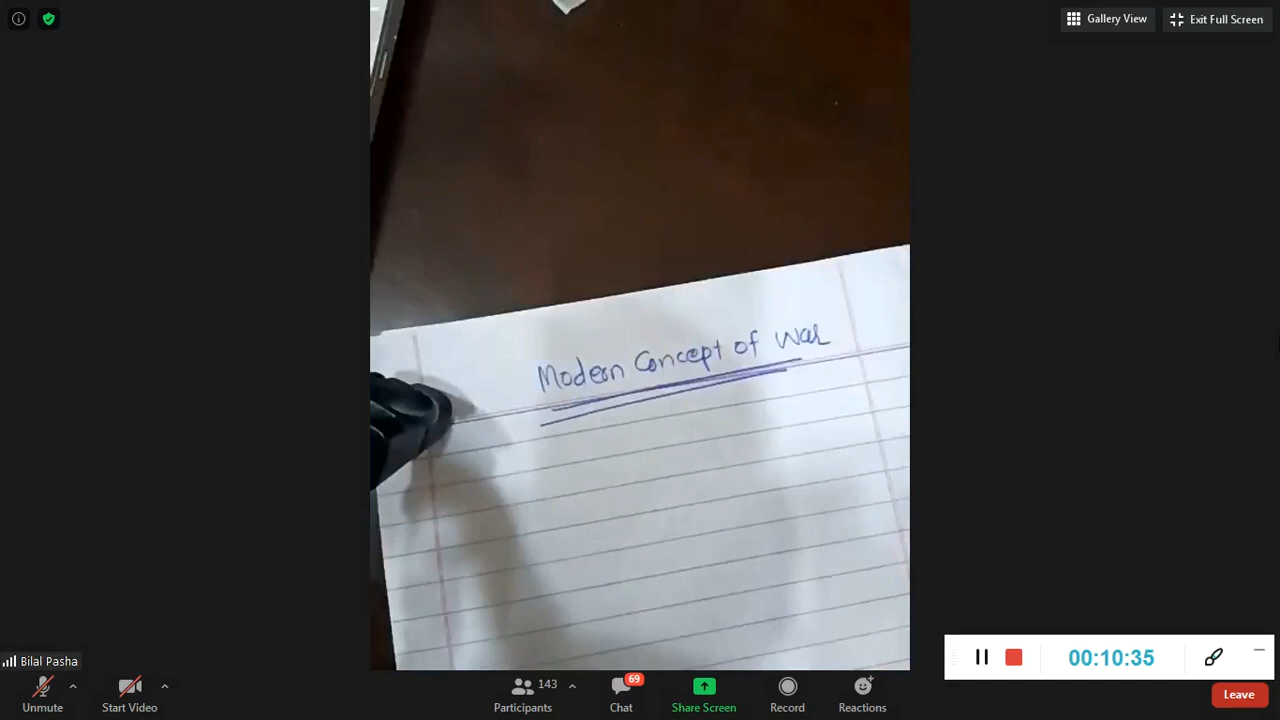 Gallery View
Exit Full Screen
Modern Concept of War
Bilal Pasha
00:10:35
Unmute
Start Video
143
Participants
69
Chat
Share Screen
Record
Reactions
Leave